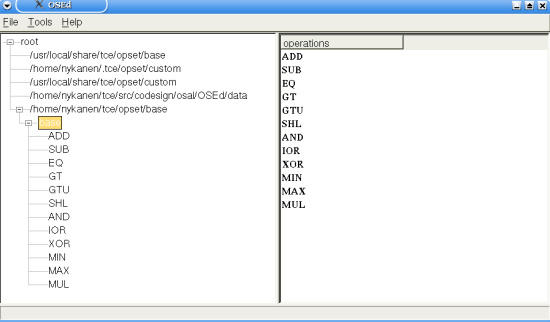 OSEd
File Tools Help
root
/usr/local/share/tce/opset/base
/home/nykanen/.tce/opset/custom
/usr/local/share/tce/opset/custom
/home/nykanen/tce/src/codesign/osal/OSEd/data
/home/nykanen/tce/opset/base
ADD
SUB
EQ
GT
GTU
SHL
AND
IOR
XOR
MIN
MAX
MUL
operations
ADD
SUB
EQ
GT
GTU
SHL
AND
IOR
XOR
MIN
MAX
MUL